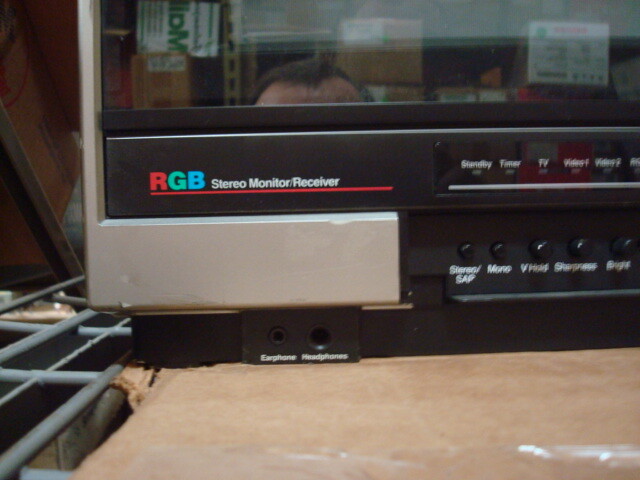 RGB Stereo Monitor/Receiver
Standby Timer TV Video 1 Video 2
Stereo/ Mono V Hold Sharpness Bright
SAP
Earphone Headphones